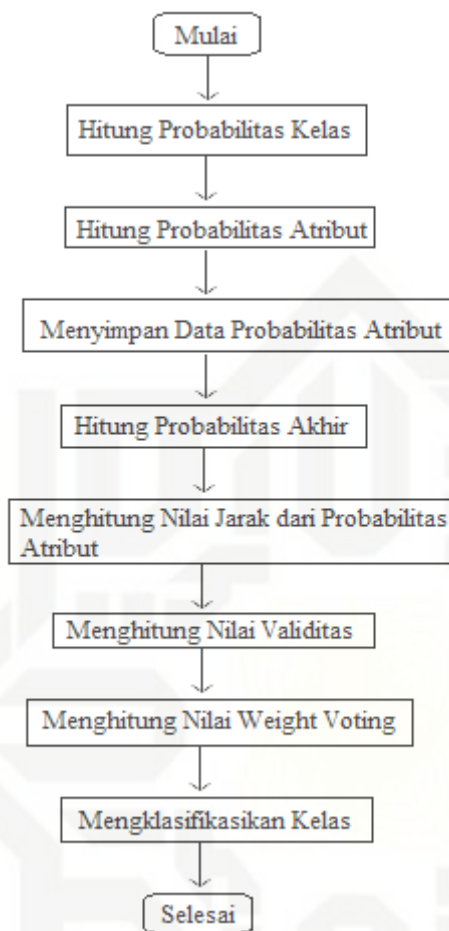 Mulai
Hitung Probabilitas Kelas
Hitung Probabilitas Atribut
Menyimpan Data Probabilitas Atribut
Hitung Probabilitas Akhir
Menghitung Nilai Jarak dari Probabilitas
Atribut
Menghitung Nilai Validitas
Menghitung Nilai Weight Voting
Mengklasifikasikan Kelas
Selesai